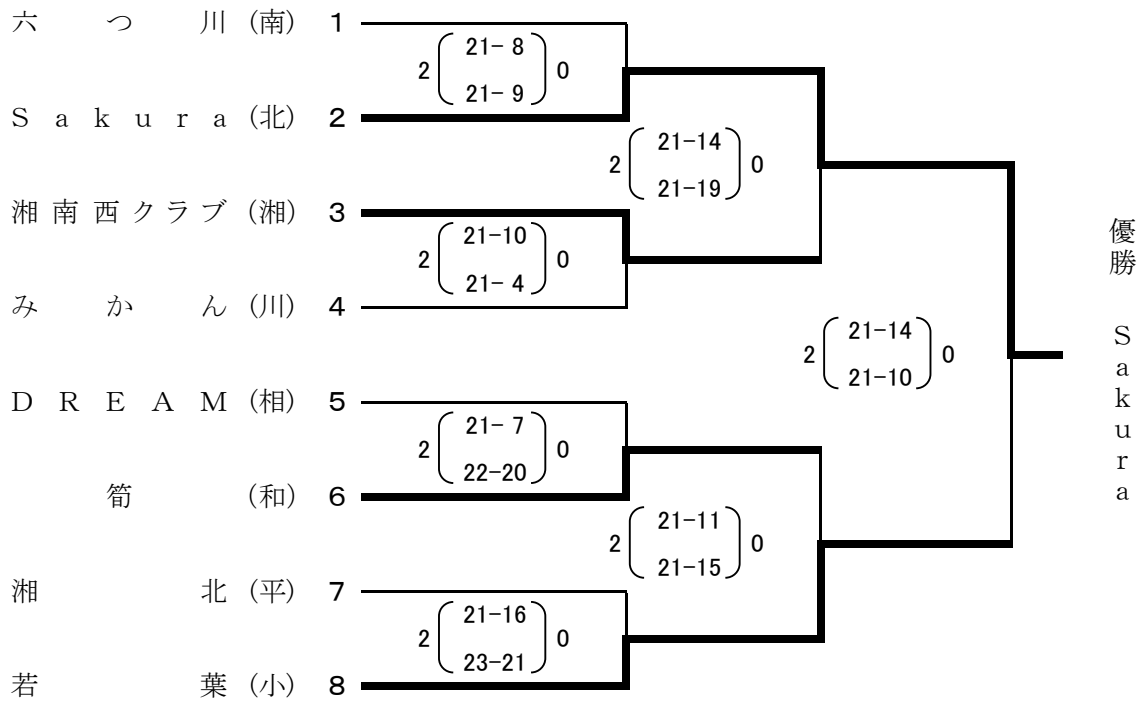 六つ川（南） 1
2 21- 8 0
21- 9
Sakura（北） 2
2 21-14 0
21-19
湘南西クラブ（湘） 3
2 21-10 0
21- 4
みかん（川） 4
2 21-14 0
21-10
優勝 Sakura
DREAM（相） 5
2 21- 7 0
22-20
筍（和） 6
2 21-11 0
21-15
湘北（平） 7
2 21-16 0
23-21
若葉（小） 8